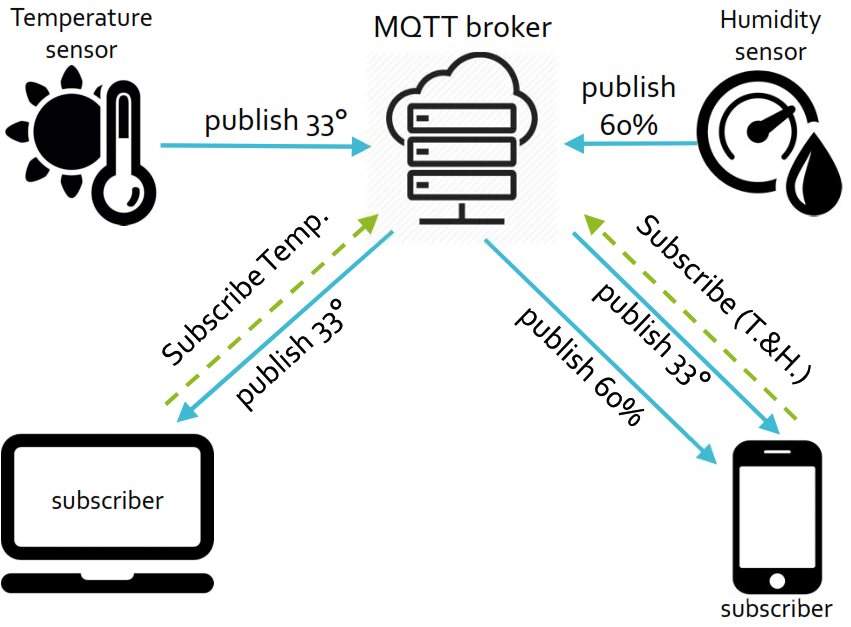 Temperature
sensor
MQTT broker
Humidity
sensor
publish 33°
publish
60%
Subscribe Temp.
publish 33°
publish 60%
publish 33°
Subscribe (T.&H.)
subscriber
subscriber